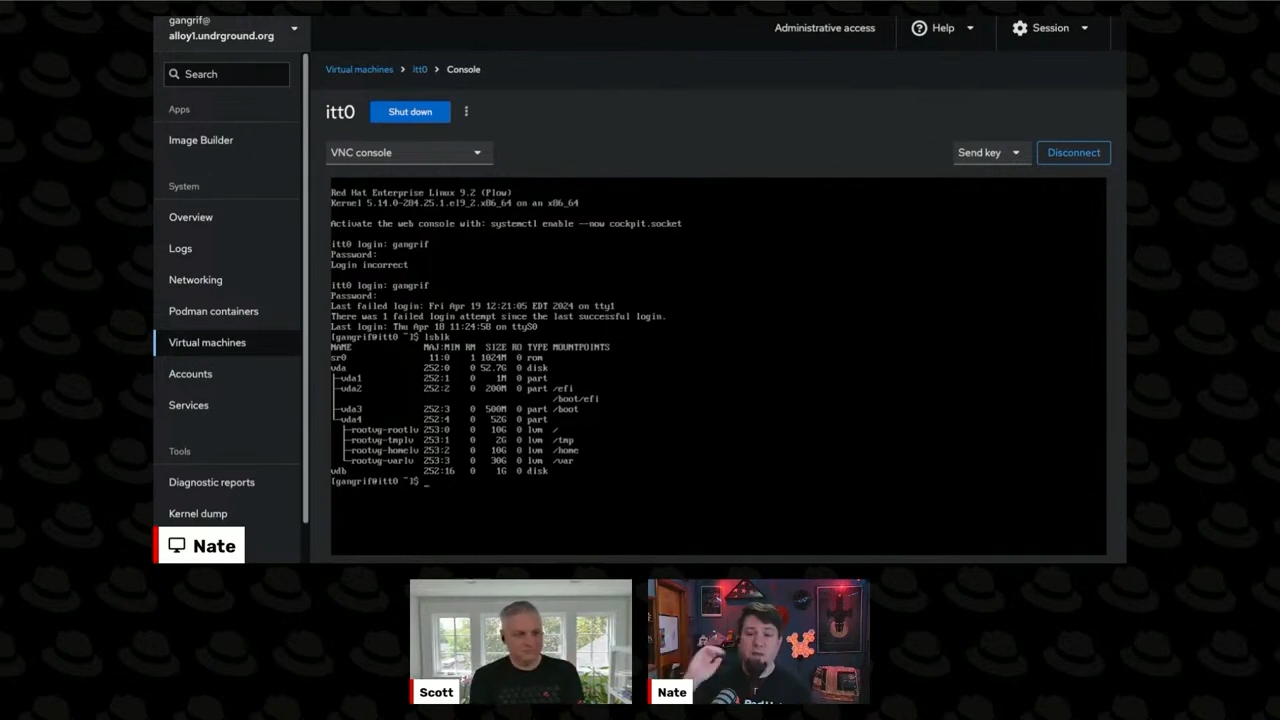 gangrif@
alloy1.undrground.org
Administrative access
Help
Session
Search
Apps
Image Builder
System
Overview
Logs
Networking
Podman containers
Virtual machines
Accounts
Services
Tools
Diagnostic reports
Kernel dump
Virtual machines > itt0 > Console
itt0
Shut down
VNC console
Send key
Disconnect
Red Hat Enterprise Linux 9.2 (Plow)
Kernel 5.14.0-284.25.1.el9_2.x86_64 on an x86_64
Activate the web console with: systemctl enable --now cockpit.socket
itt0 login: gangrif
Password:
Login incorrect
itt0 login: gangrif
Password:
Last failed login: Fri Apr 19 12:21:05 EDT 2024 on tty1
There was 1 failed login attempt since the last successful login.
Last login: Thu Apr 18 11:24:58 on ttyS0
[gangrif@itt0 ~]$ lsblk
NAME MAJ:MIN RM SIZE RO TYPE MOUNTPOINTS
sr0 11:0 1 1024M 0 rom
vda 252:0 0 52.7G 0 disk
├─vda1 252:1 0 1M 0 part
├─vda2 252:2 0 200M 0 part /efi
│ /boot/efi
├─vda3 252:3 0 500M 0 part /boot
└─vda4 252:4 0 52G 0 part
├─rootvg-rootlv 253:0 0 10G 0 lvm /
├─rootvg-tmplv 253:1 0 2G 0 lvm /tmp
├─rootvg-homelv 253:2 0 10G 0 lvm /home
└─rootvg-varlv 253:3 0 30G 0 lvm /var
vdb 252:16 0 1G 0 disk
[gangrif@itt0 ~]$ _
Nate
Scott
Nate